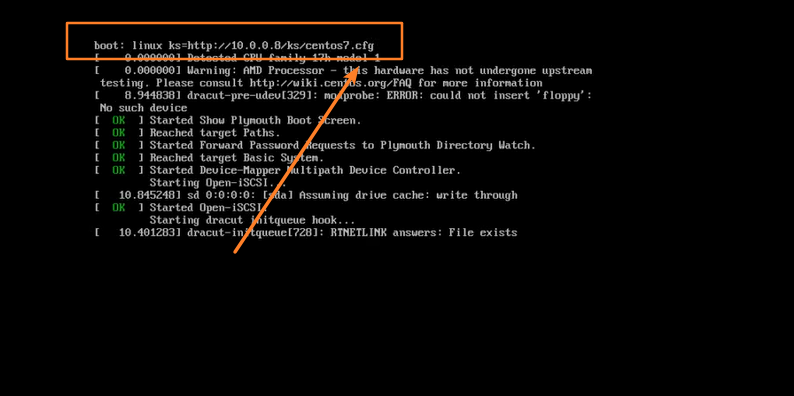 boot: linux ks=http://10.0.0.8/ks/centos7.cfg
[    0.000000] Detected CPU family 17h model 1
[    0.000000] Warning: AMD Processor - this hardware has not undergone upstream
testing. Please consult http://wiki.centos.org/FAQ for more information
[    8.944838] dracut-pre-udev[329]: modprobe: ERROR: could not insert 'floppy':
No such device
[  OK  ] Started Show Plymouth Boot Screen.
[  OK  ] Reached target Paths.
[  OK  ] Started Forward Password Requests to Plymouth Directory Watch.
[  OK  ] Reached target Basic System.
[  OK  ] Started Device-Mapper Multipath Device Controller.
Starting Open-iSCSI...
[   10.845248] sd 0:0:0:0: [sda] Assuming drive cache: write through
[  OK  ] Started Open-iSCSI.
Starting dracut initqueue hook...
[   10.401283] dracut-initqueue[728]: RTNETLINK answers: File exists